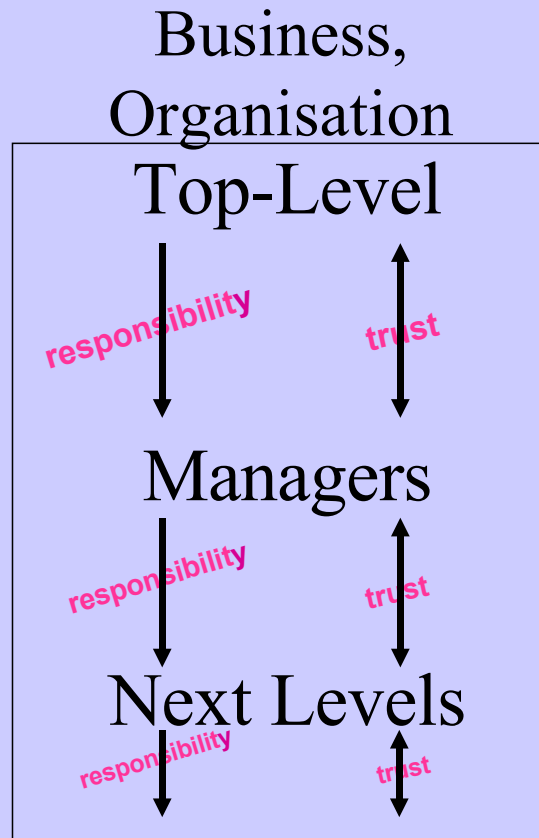 Business,
Organisation
Top-Level
responsibility
trust
Managers
responsibility
trust
Next Levels
responsibility
trust